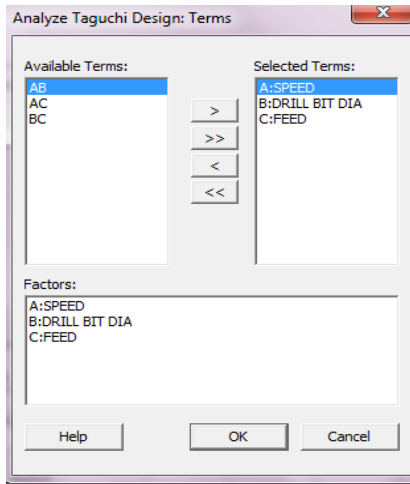 Analyze Taguchi Design: Terms
Available Terms:
Selected Terms:
AB
AC
BC
>
>>
<
<<
A:SPEED
B:DRILL BIT DIA
C:FEED
Factors:
A:SPEED
B:DRILL BIT DIA
C:FEED
Help
OK
Cancel